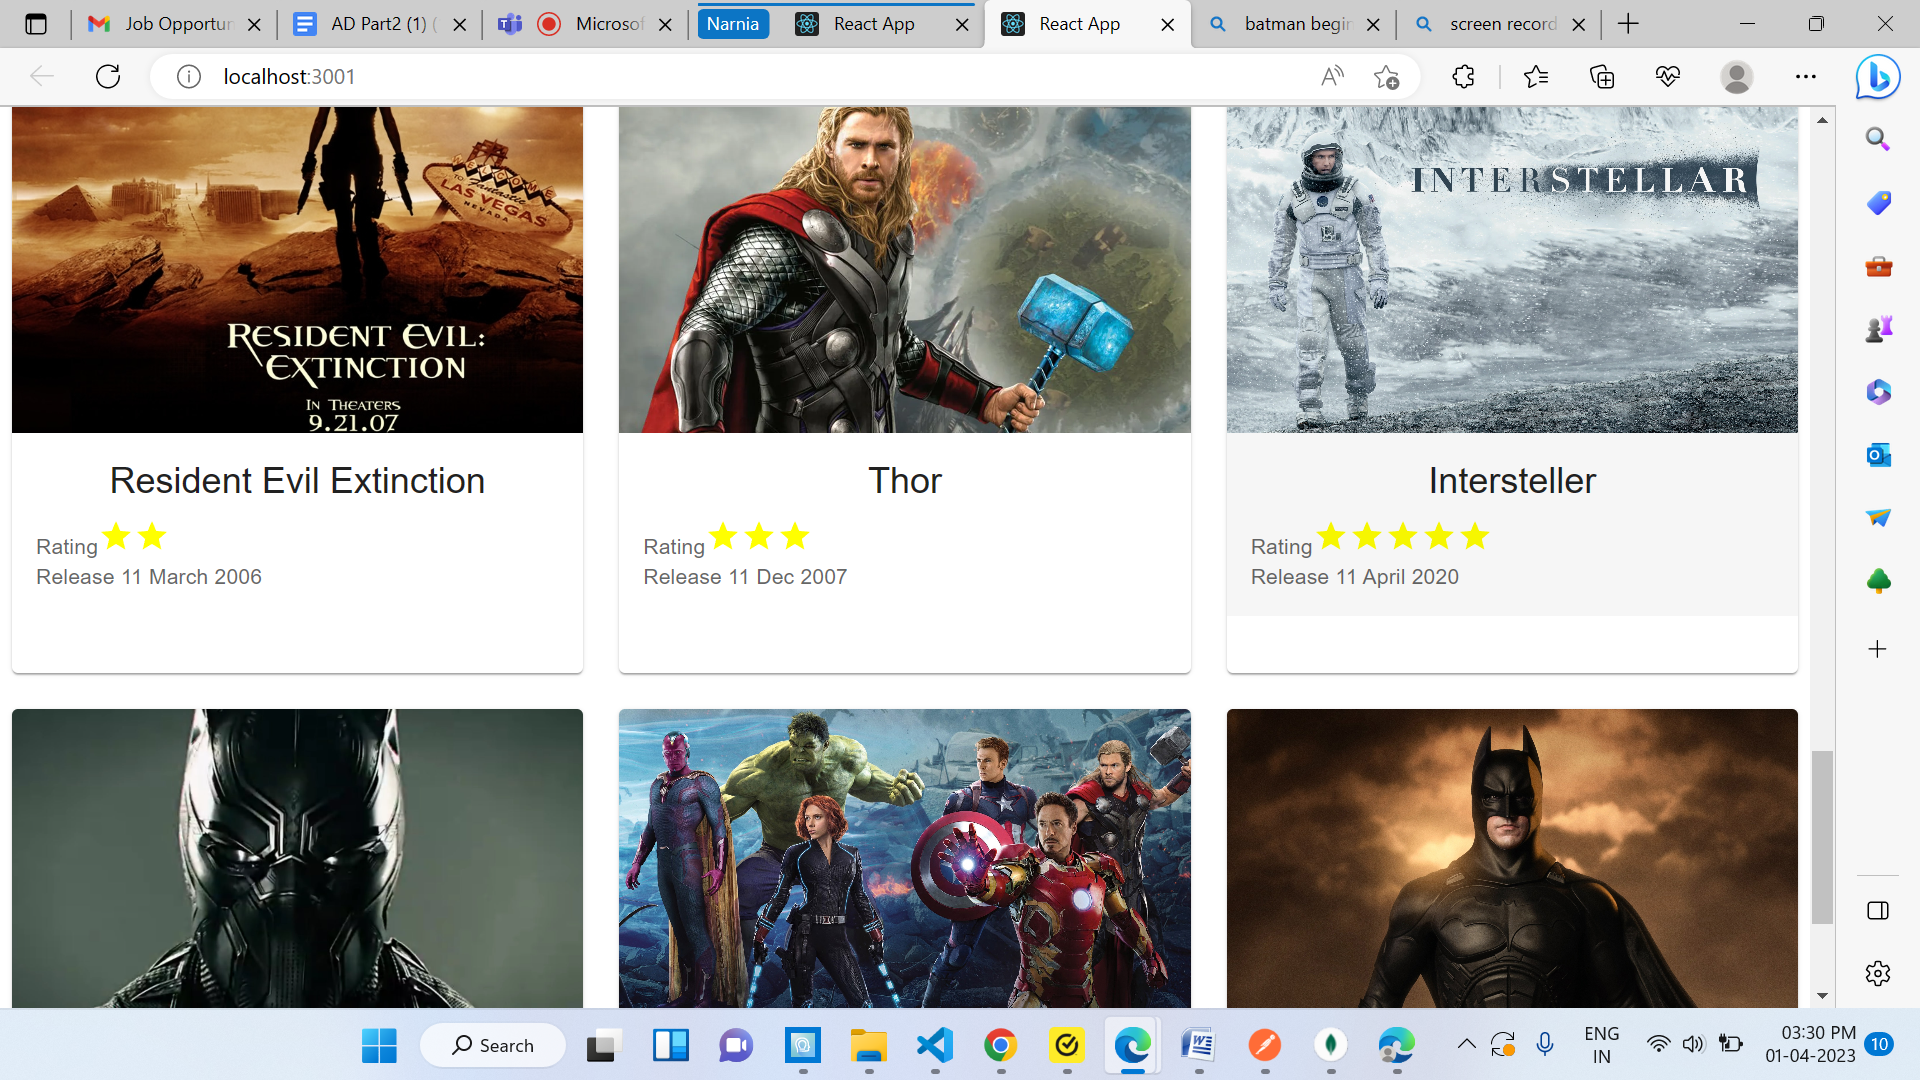 Job Opportun
AD Part2 (1) (
Microsof
Narnia
React App
React App
batman begin
screen record
localhost:3001
WELCOME
TO Fantastic
LAS VEGAS
NEVADA
RESIDENT EVIL:
EXTINCTION
IN THEATERS
9.21.07
INTERSTELLAR
Resident Evil Extinction
Rating
Release 11 March 2006
Thor
Rating
Release 11 Dec 2007
Intersteller
Rating
Release 11 April 2020
Search
ENG
IN
03:30 PM
01-04-2023
10